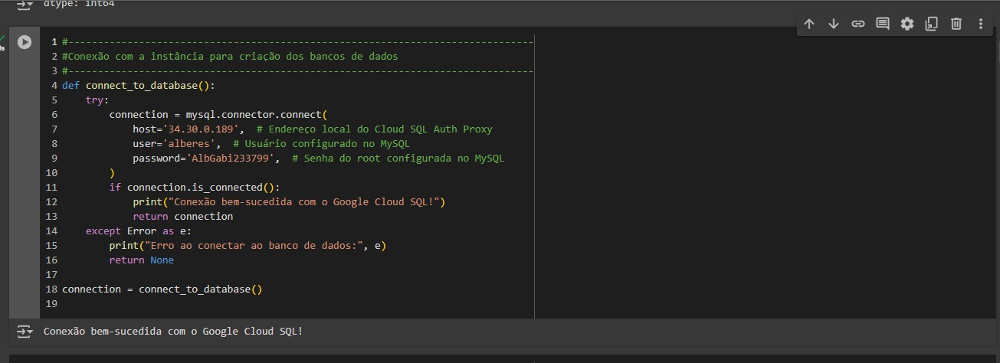 dtype: int64
1 #------------------------------------------------------------------------------
2 #Conexão com a instância para criação dos bancos de dados
3 #------------------------------------------------------------------------------
4 def connect_to_database():
5     try:
6         connection = mysql.connector.connect(
7             host='34.30.0.189',  # Endereço local do Cloud SQL Auth Proxy
8             user='alberes',  # Usuário configurado no MySQL
9             password='AlbGabi233799',  # Senha do root configurada no MySQL
10         )
11         if connection.is_connected():
12             print("Conexão bem-sucedida com o Google Cloud SQL!")
13             return connection
14     except Error as e:
15         print("Erro ao conectar ao banco de dados:", e)
16         return None
17
18 connection = connect_to_database()
19
Conexão bem-sucedida com o Google Cloud SQL!